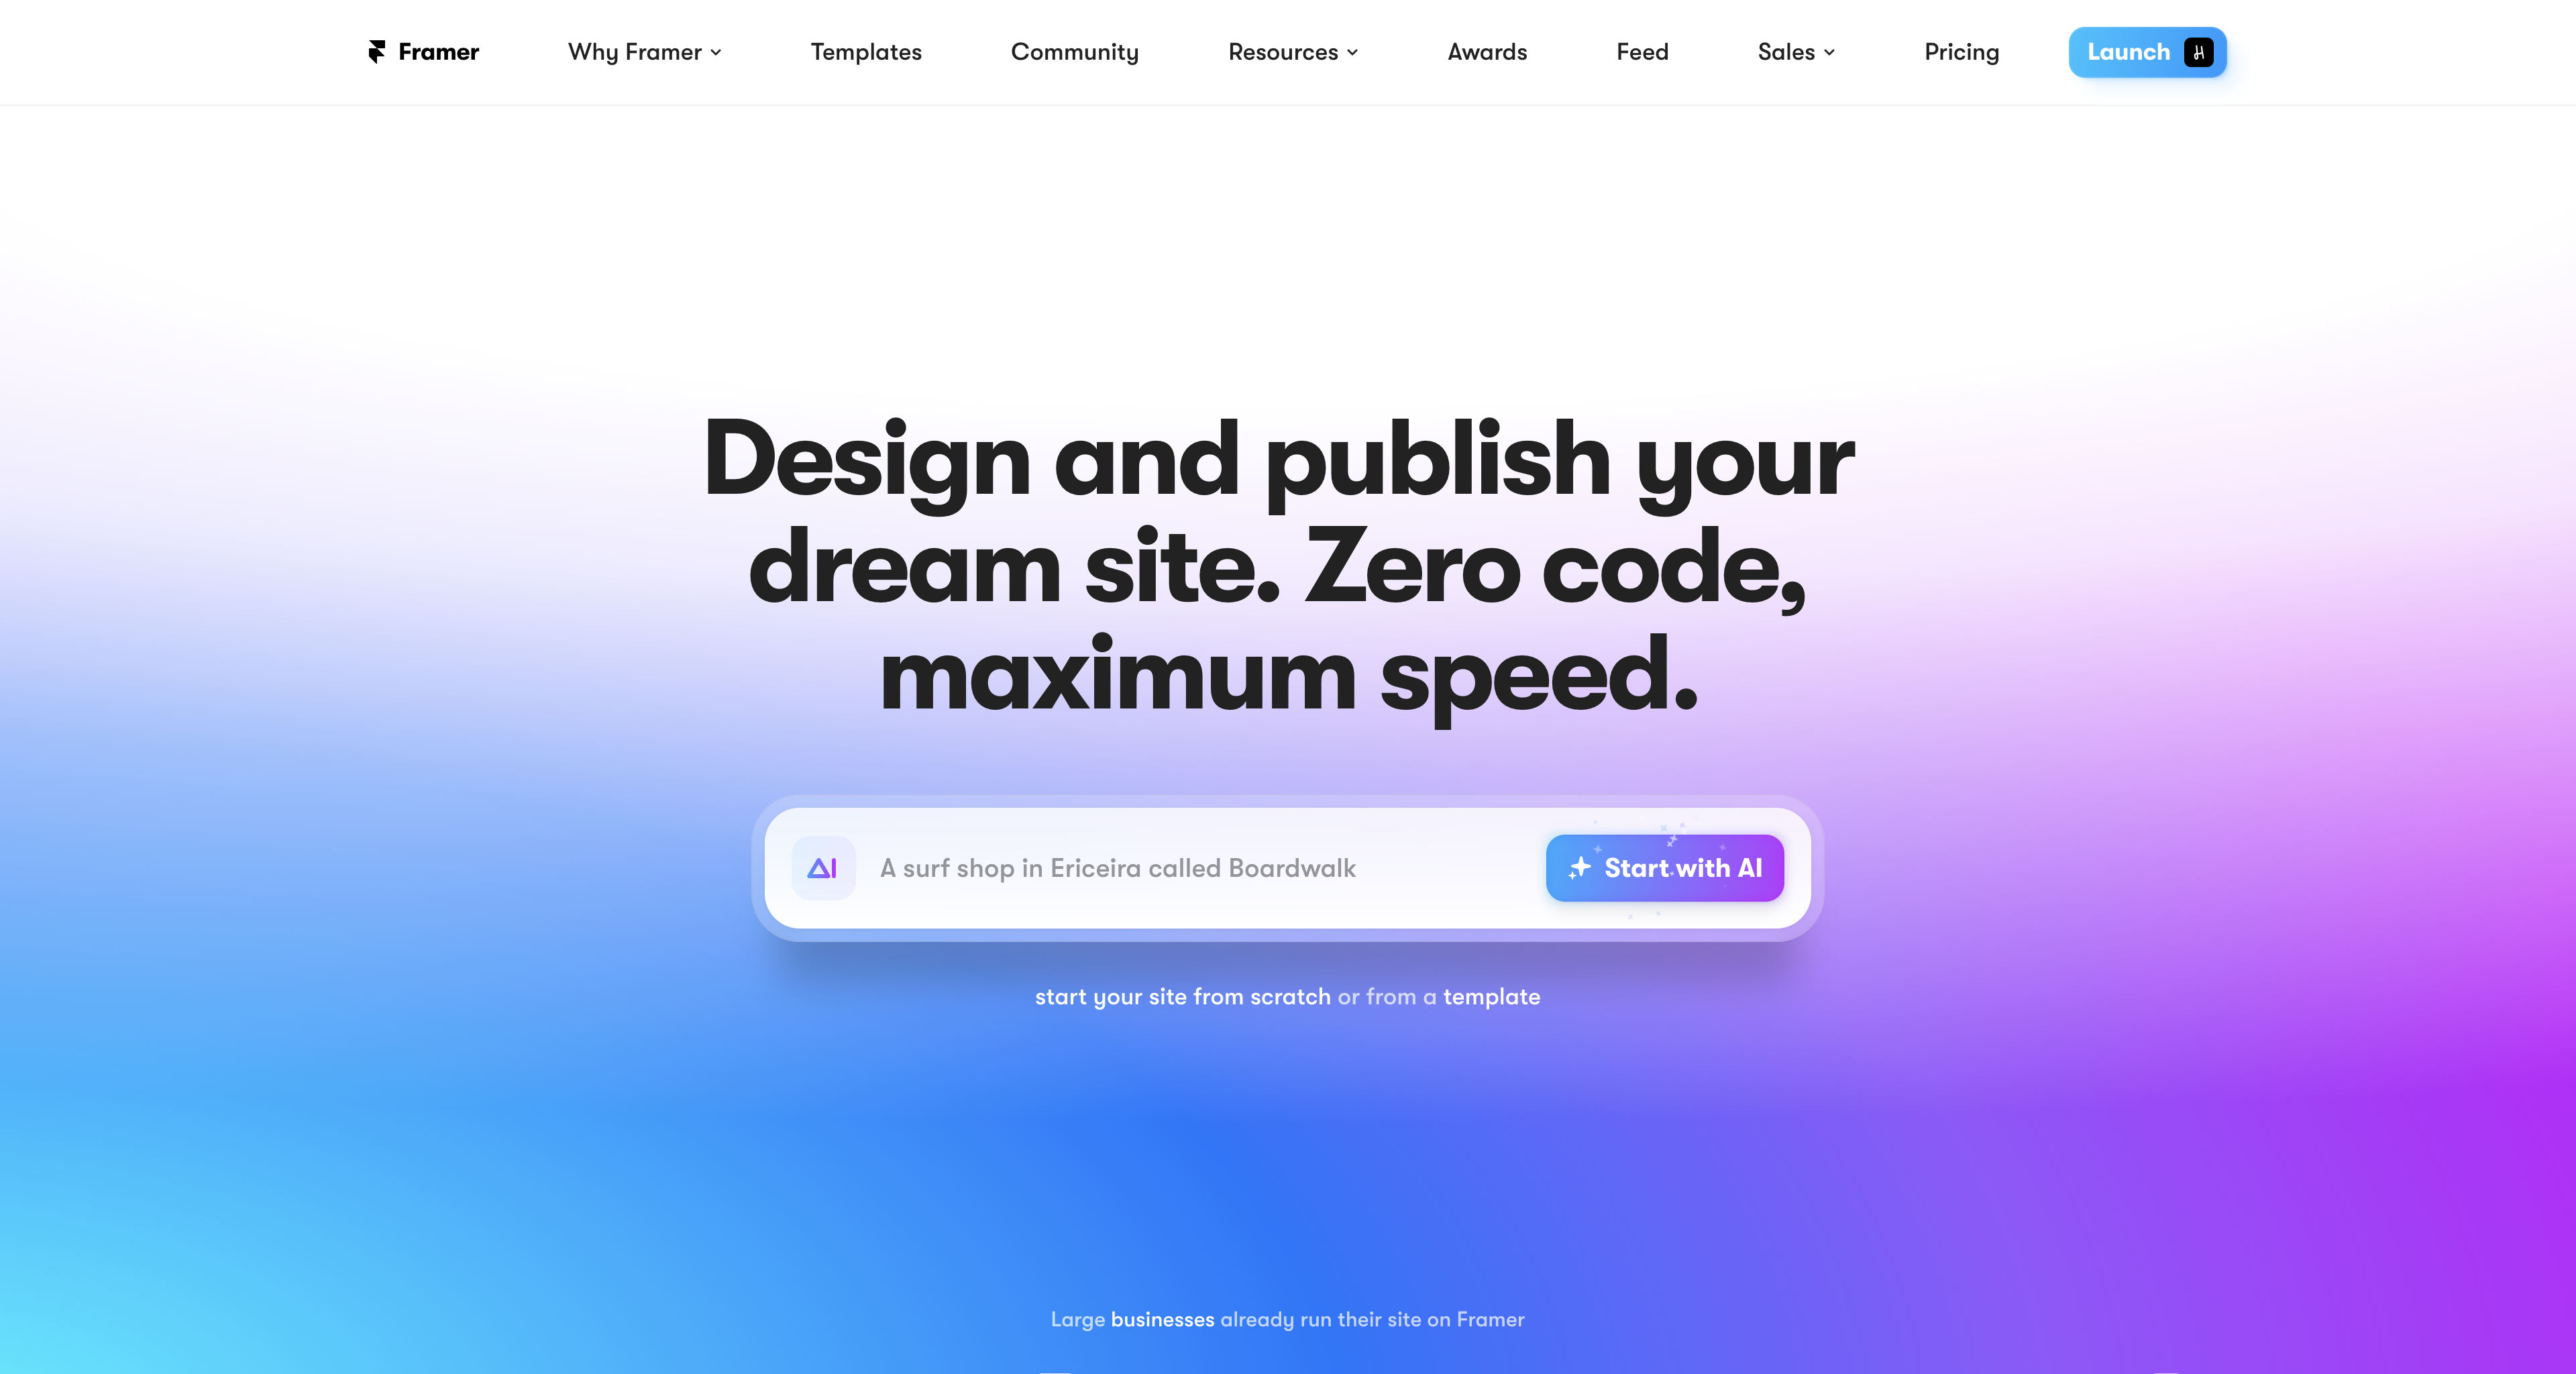 Framer
Why Framer
Templates
Community
Resources
Awards
Feed
Sales
Pricing
Launch
H
Design and publish your
dream site. Zero code,
maximum speed.
AI
A surf shop in Ericeira called Boardwalk
Start with AI
start your site from scratch or from a template
Large businesses already run their site on Framer